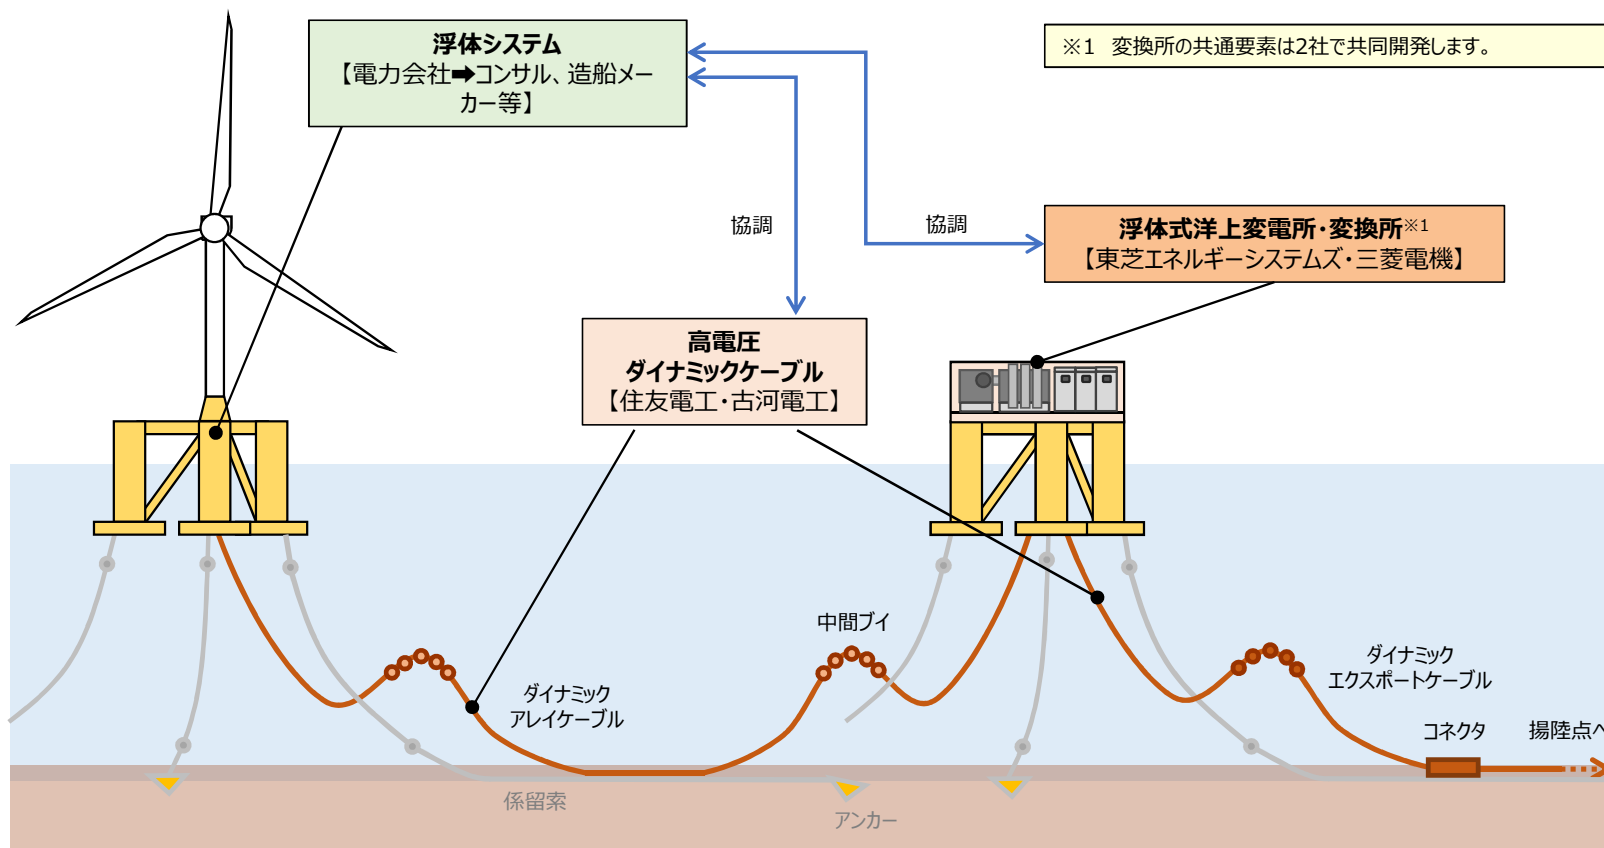 浮体システム
【電力会社➡コンサル、造船メー
カー等】
※1 変換所の共通要素は2社で共同開発します。
協調
協調
浮体式洋上変電所・変換所※1
【東芝エネルギーシステムズ・三菱電機】
高電圧
ダイナミックケーブル
【住友電工・古河電工】
中間ブイ
ダイナミック
アレイケーブル
ダイナミック
エクスポートケーブル
コネクタ
揚陸点へ
係留索
アンカー